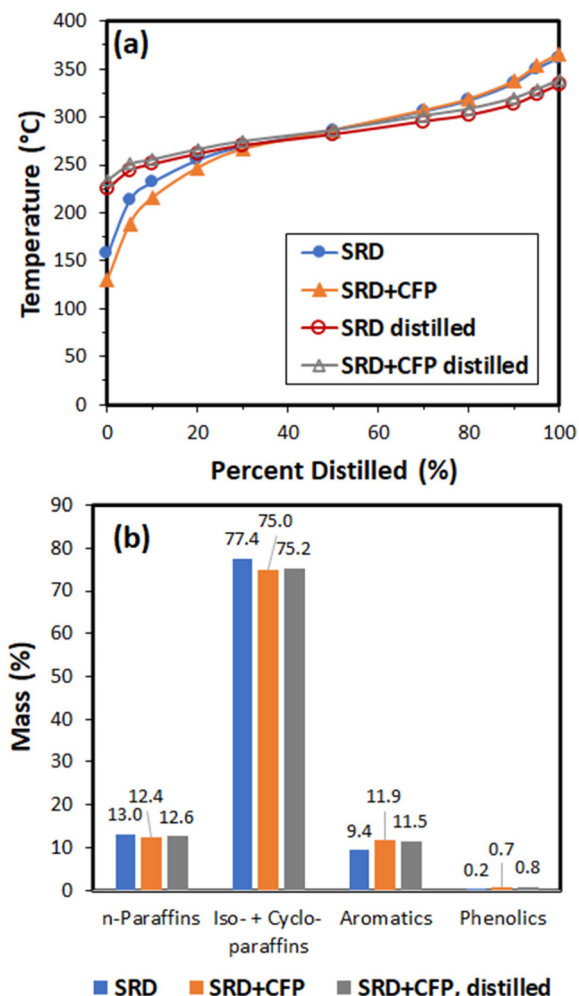 (a)
Temperature (°C)
400
350
300
250
200
150
100
50
0
SRD
SRD+CFP
SRD distilled
SRD+CFP distilled
0 20 40 60 80 100
Percent Distilled (%)
(b)
Mass (%)
90
80
70
60
50
40
30
20
10
0
13.0 12.4 12.6
77.4 75.0 75.2
9.4 11.9 11.5
0.2 0.7 0.8
n-Paraffins Iso- + Cyclo- Aromatics Phenolics
paraffins
SRD SRD+CFP SRD+CFP, distilled